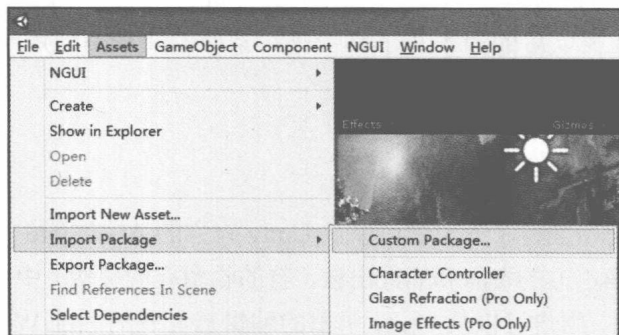 File Edit Assets GameObject Component NGUI Window Help
NGUI
Create
Show in Explorer
Open
Delete
Import New Asset...
Import Package
Export Package...
Find References In Scene
Select Dependencies
Effects
Gizmos
Custom Package...
Character Controller
Glass Refraction (Pro Only)
Image Effects (Pro Only)